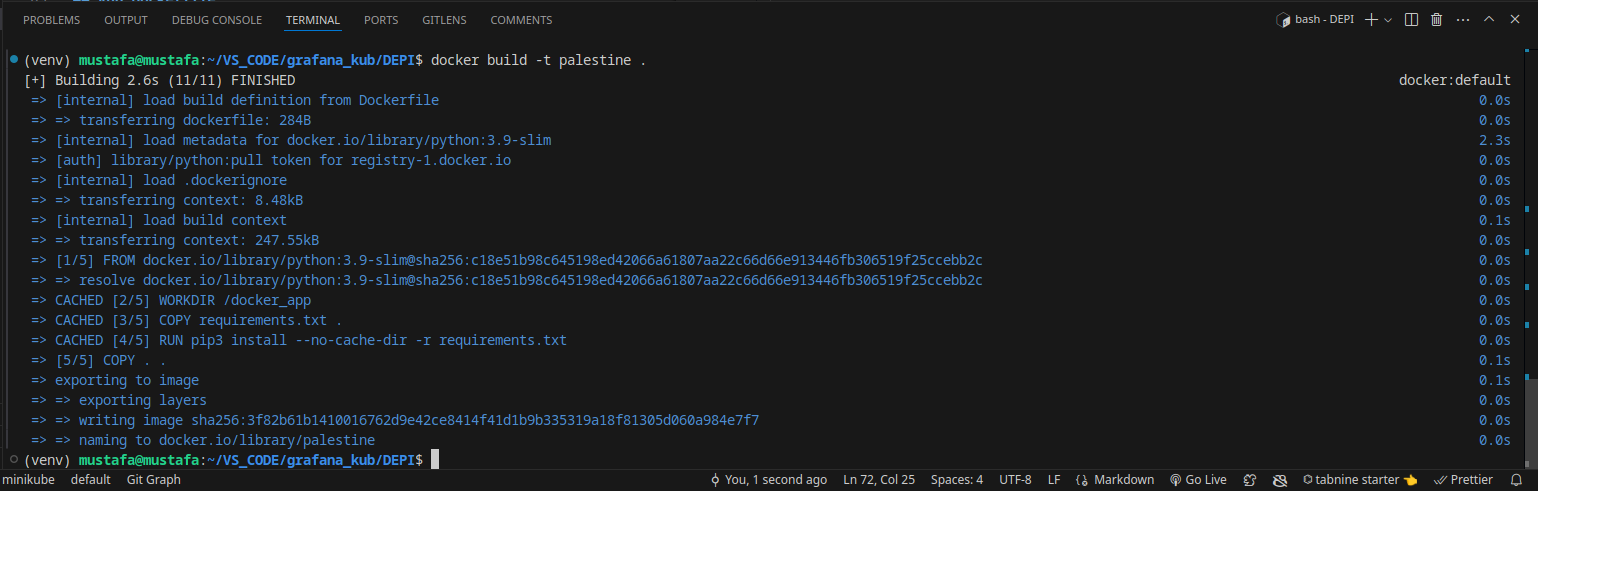 PROBLEMS OUTPUT DEBUG CONSOLE TERMINAL PORTS GITLENS COMMENTS bash - DEPI
(venv) mustafa@mustafa:~/VS_CODE/grafana_kub/DEPI$ docker build -t palestine .
[+] Building 2.6s (11/11) FINISHED docker:default
=> [internal] load build definition from Dockerfile 0.0s
=> => transferring dockerfile: 284B 0.0s
=> [internal] load metadata for docker.io/library/python:3.9-slim 2.3s
=> [auth] library/python:pull token for registry-1.docker.io 0.0s
=> [internal] load .dockerignore 0.0s
=> => transferring context: 8.48kB 0.0s
=> [internal] load build context 0.1s
=> => transferring context: 247.55kB 0.0s
=> [1/5] FROM docker.io/library/python:3.9-slim@sha256:c18e51b98c645198ed42066a61807aa22c66d66e913446fb306519f25ccebb2c 0.0s
=> => resolve docker.io/library/python:3.9-slim@sha256:c18e51b98c645198ed42066a61807aa22c66d66e913446fb306519f25ccebb2c 0.0s
=> CACHED [2/5] WORKDIR /docker_app 0.0s
=> CACHED [3/5] COPY requirements.txt . 0.0s
=> CACHED [4/5] RUN pip3 install --no-cache-dir -r requirements.txt 0.0s
=> [5/5] COPY . . 0.1s
=> exporting to image 0.1s
=> => exporting layers 0.0s
=> => writing image sha256:3f82b61b1410016762d9e42ce8414f41d1b9b335319a18f81305d060a984e7f7 0.0s
=> => naming to docker.io/library/palestine 0.0s
(venv) mustafa@mustafa:~/VS_CODE/grafana_kub/DEPI$
minikube default Git Graph You, 1 second ago Ln 72, Col 25 Spaces: 4 UTF-8 LF Markdown Go Live tabnine starter 👈 Prettier